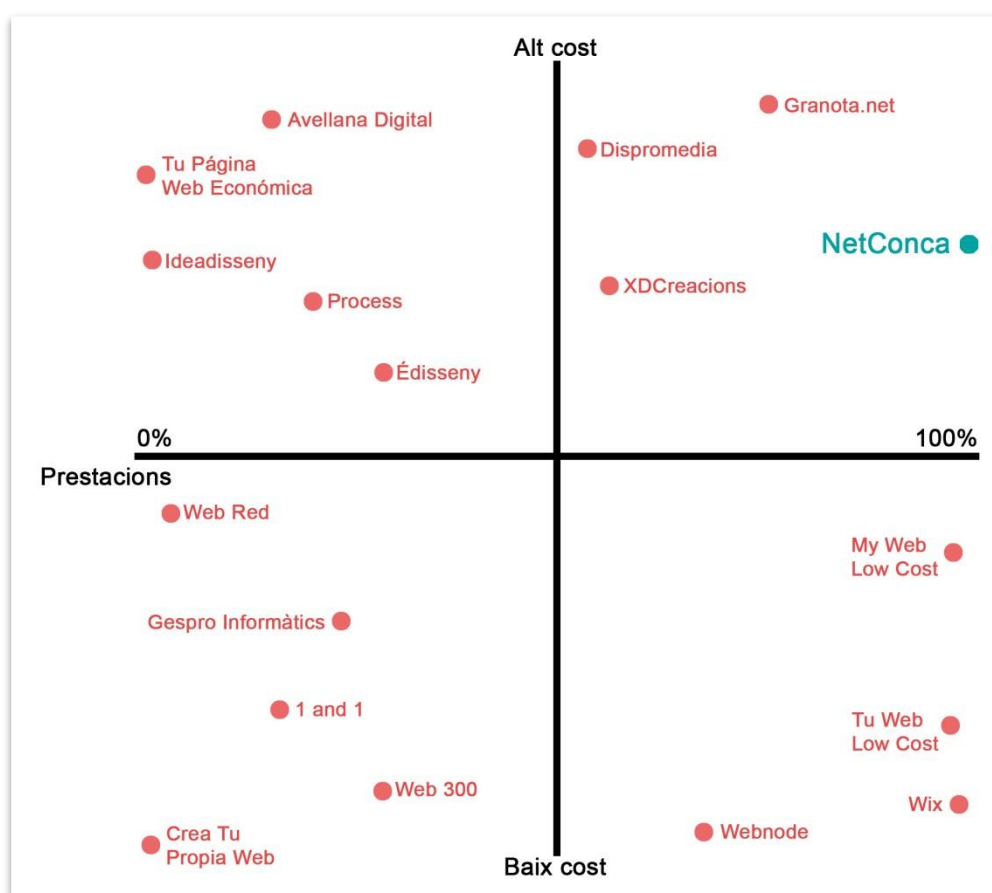 Alt cost
Granota.net
Avellana Digital
Dispromedia
Tu Página
Web Económica
NetConca
Ideadisseny
XDCreacions
Process
Édisseny
0%
100%
Prestacions
Web Red
My Web
Low Cost
Gespro Informàtics
1 and 1
Tu Web
Low Cost
Web 300
Wix
Crea Tu
Propia Web
Webnode
Baix cost